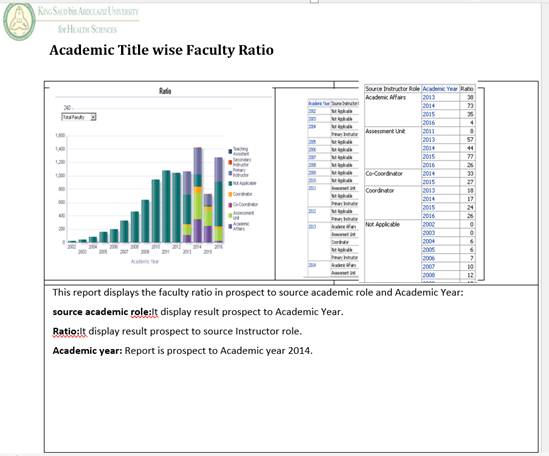 KING SAUD bin ABDULAZIZ UNIVERSITY
for HEALTH SCIENCES
Academic Title wise Faculty Ratio
Ratio
240
Total Faculty
1,600
1,400
1,200
1,000
800
600
400
200
0
2002 2004 2006 2008 2010 2012 2014 2016
2003 2005 2007 2009 2011 2013 2015
Academic Year
Teaching
Assistant
Secondary
Instructor
Primary
Instructor
Not Applicable
Coordinator
Co-Coordinator
Assessment
Unit
Academic
Affairs
Academic Year Source Instructor
2002 Not Applicable
2003 Not Applicable
2004 Not Applicable
Primary Instructor
2005 Not Applicable
2006 Not Applicable
2007 Not Applicable
2008 Not Applicable
2009 Not Applicable
2010 Not Applicable
2011 Assessment Unit
Not Applicable
Primary Instructor
2012 Not Applicable
Primary Instructor
2013 Academic Affairs
Assessment Unit
Coordinator
Not Applicable
Primary Instructor
2014 Academic Affairs
Assessment Unit
Source Instructor Role Academic Year Ratio
Academic Affairs 2013 38
2014 73
2015 35
2016 4
Assessment Unit 2011 8
2013 57
2014 44
2015 77
2016 26
Co-Coordinator 2014 33
2015 27
Coordinator 2013 18
2014 17
2015 24
2016 26
Not Applicable 2002 0
2003 0
2004 6
2005 6
2006 7
2007 10
2008 12
This report displays the faculty ratio in prospect to source academic role and Academic Year:
source academic role:It display result prospect to Academic Year.
Ratio:It display result prospect to source Instructor role.
Academic year: Report is prospect to Academic year 2014.